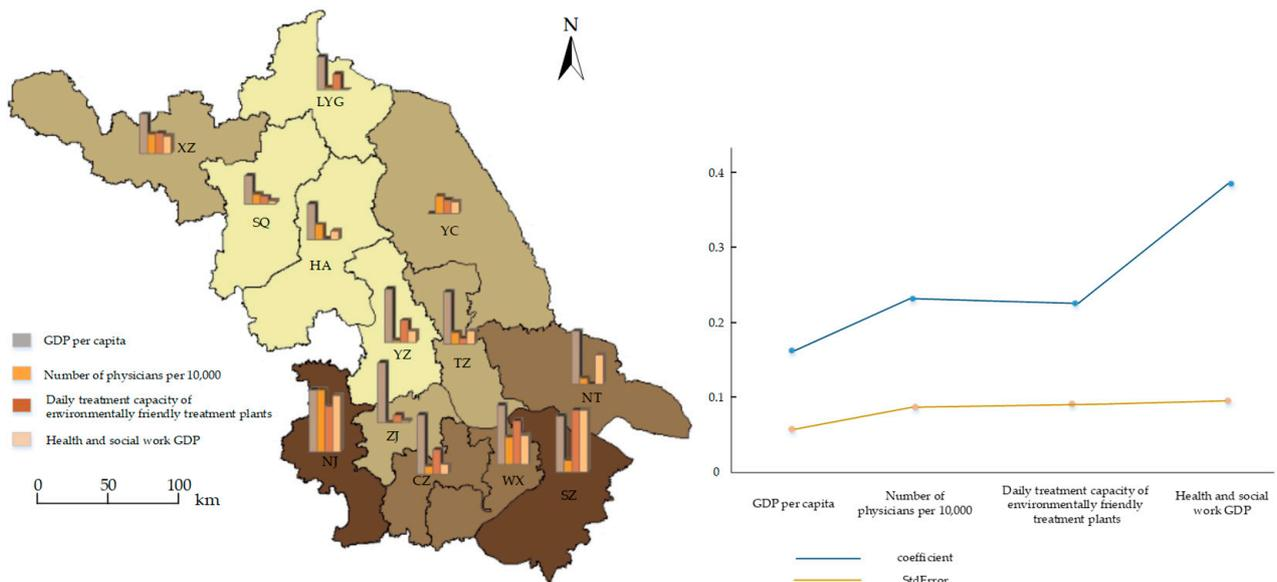 N
LYG
XZ
SQ
YC
HA
YZ
TZ
NT
ZJ
NJ
CZ
WX
SZ
GDP per capita
Number of physicians per 10,000
Daily treatment capacity of
environmentally friendly treatment plants
Health and social work GDP
0 50 100
km
0.4
0.3
0.2
0.1
0
GDP per capita
Number of
physicians per 10,000
Daily treatment capacity of
environmentally friendly
treatment plants
Health and social
work GDP
coefficient
StdError